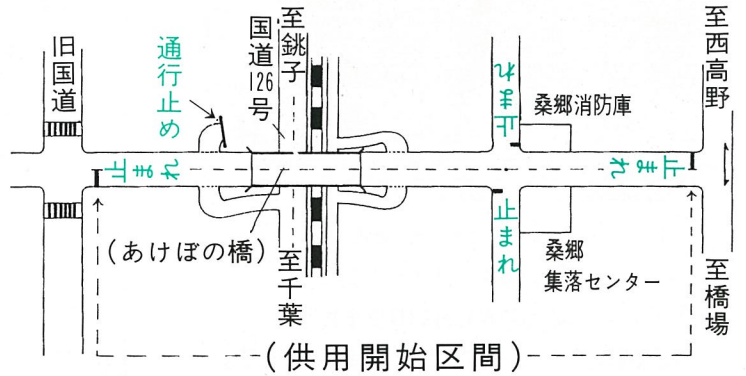 旧国道
通行止め
国道126号
至銚子
止まれ
桑郷消防庫
至西高野
止まれ
止まれ
止まれ
(あけぼの橋)
至千葉
桑郷
集落センター
至橋場
(供用開始区間)